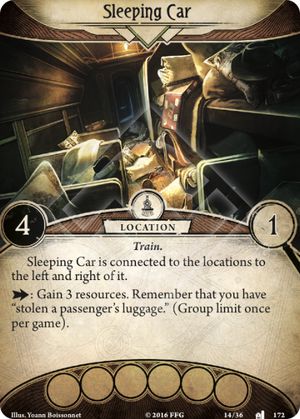 Sleeping Car
4
LOCATION
1
Train.
Sleeping Car is connected to the locations to
the left and right of it.
: Gain 3 resources. Remember that you have
“stolen a passenger’s luggage.” (Group limit once
per game).
Illus. Yoann Boissonnet
© 2016 FFG
14/36
172